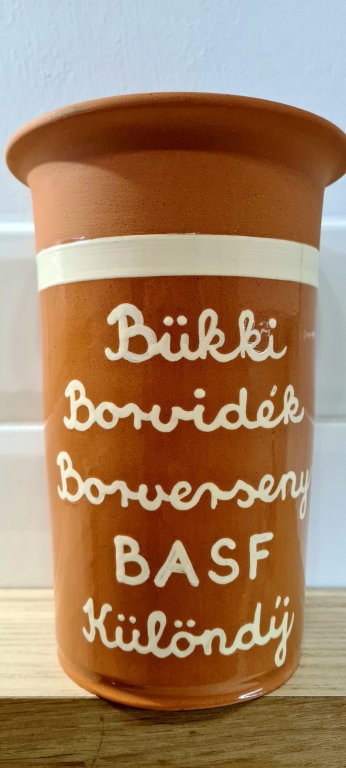 Bükki
Borvidék
Borverseny
BASF
Különdíj